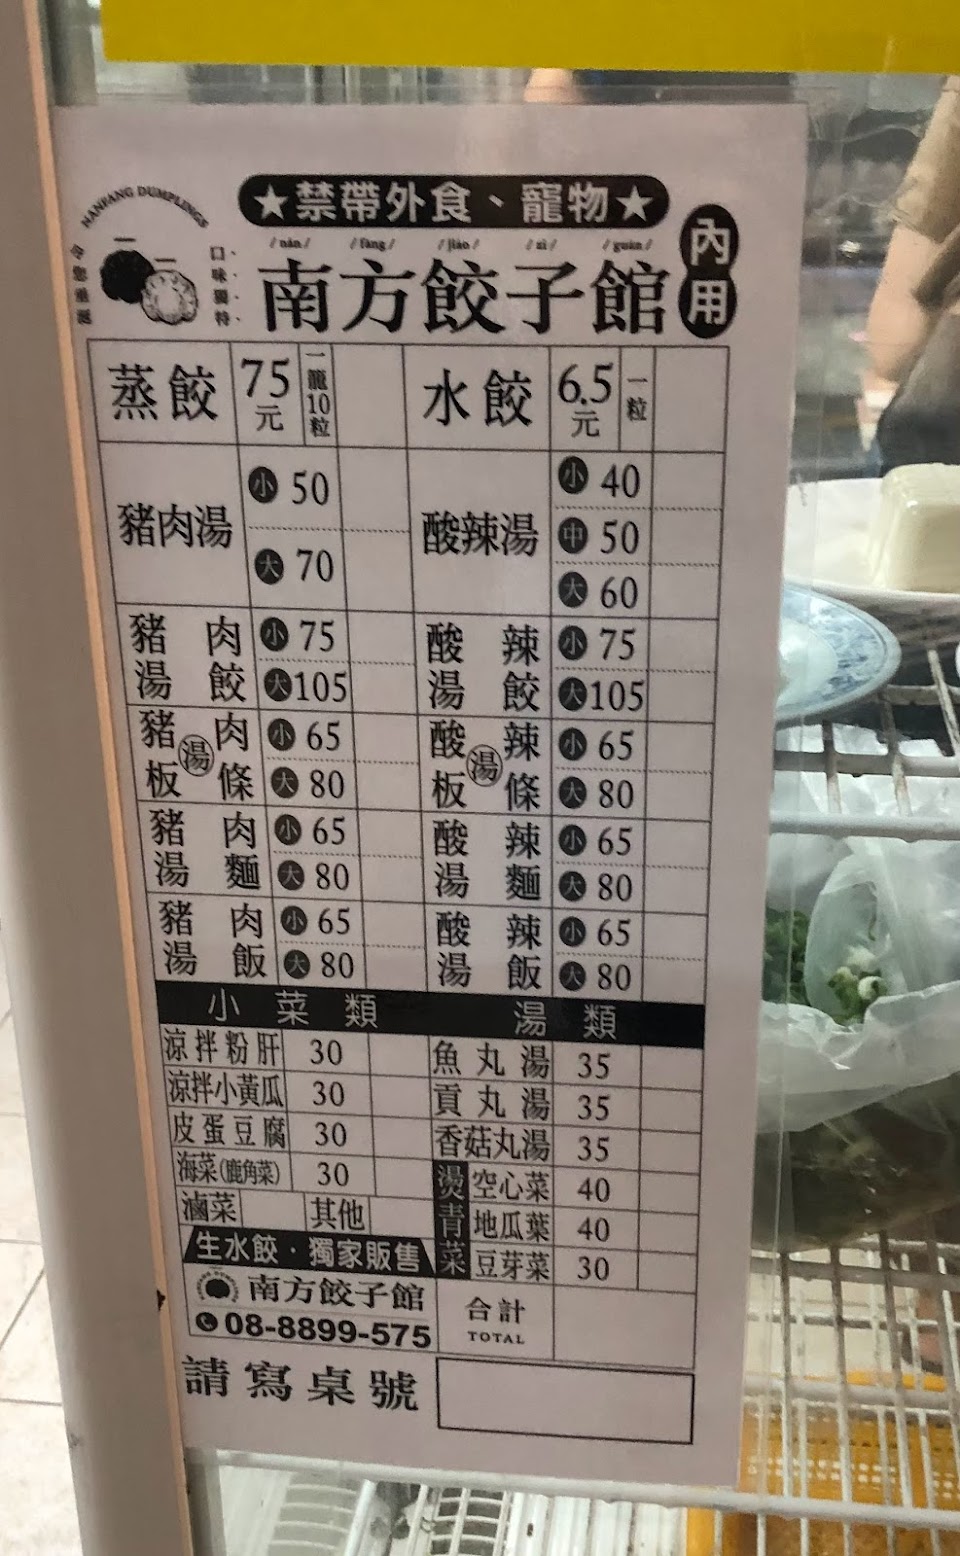 ★禁帶外食、寵物★
NANFANG DUMPLINGS
令您垂涎
口味獨特
/nán/ /fāng/ /jiǎo/ /zi/ /guǎn/
南方餃子館
內用
蒸餃 75元 一籠10粒 水餃 6.5元 一粒
豬肉湯 小 50 大 70
酸辣湯 小 40 中 50 大 60
豬肉湯餃 小 75 大 105
酸辣湯餃 小 75 大 105
豬肉板條 湯 小 65 大 80
酸辣板條 湯 小 65 大 80
豬肉湯麵 小 65 大 80
酸辣湯麵 小 65 大 80
豬肉湯飯 小 65 大 80
酸辣湯飯 小 65 大 80
小菜類 湯類
涼拌粉肝 30 魚丸湯 35
涼拌小黃瓜 30 貢丸湯 35
皮蛋豆腐 30 香菇丸湯 35
海菜(鹿角菜) 30
滷菜 其他
燙青菜
空心菜 40
地瓜葉 40
豆芽菜 30
生水餃·獨家販售
南方餃子館
08-8899-575
合計
TOTAL
請寫桌號